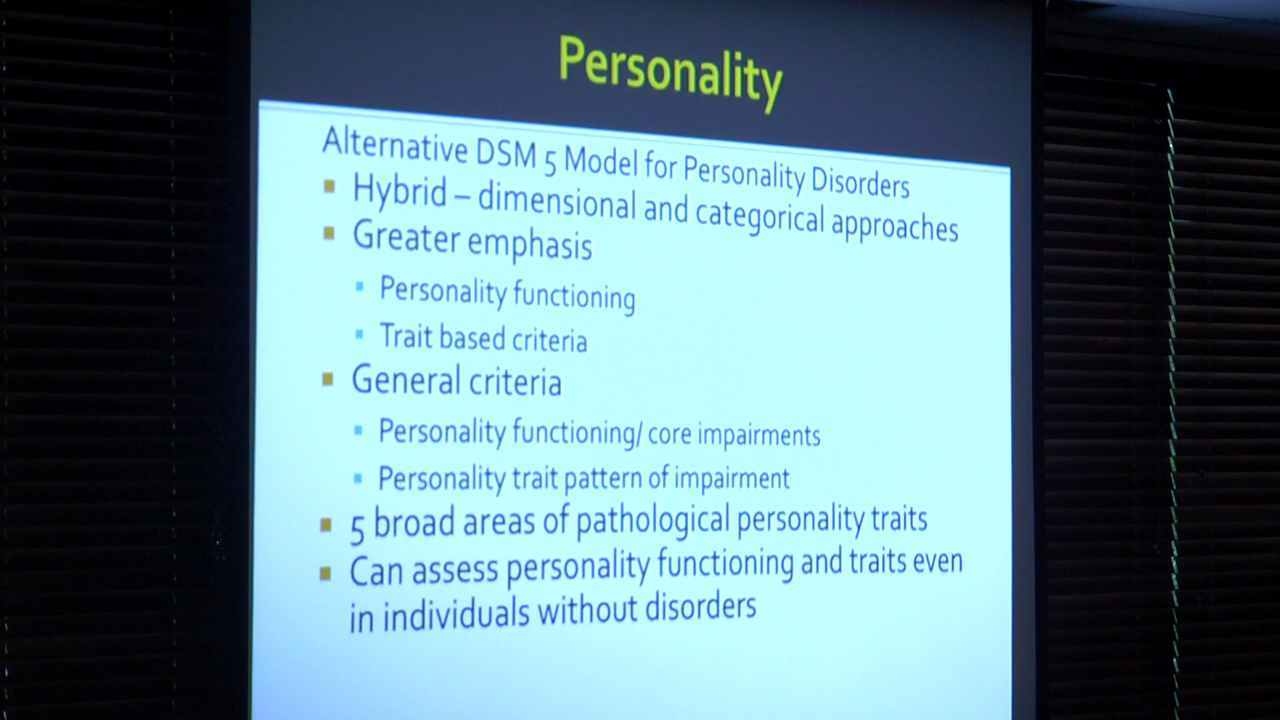 Personality
Alternative DSM 5 Model for Personality Disorders
Hybrid – dimensional and categorical approaches
Greater emphasis
Personality functioning
Trait based criteria
General criteria
Personality functioning/ core impairments
Personality trait pattern of impairment
5 broad areas of pathological personality traits
Can assess personality functioning and traits even
in individuals without disorders